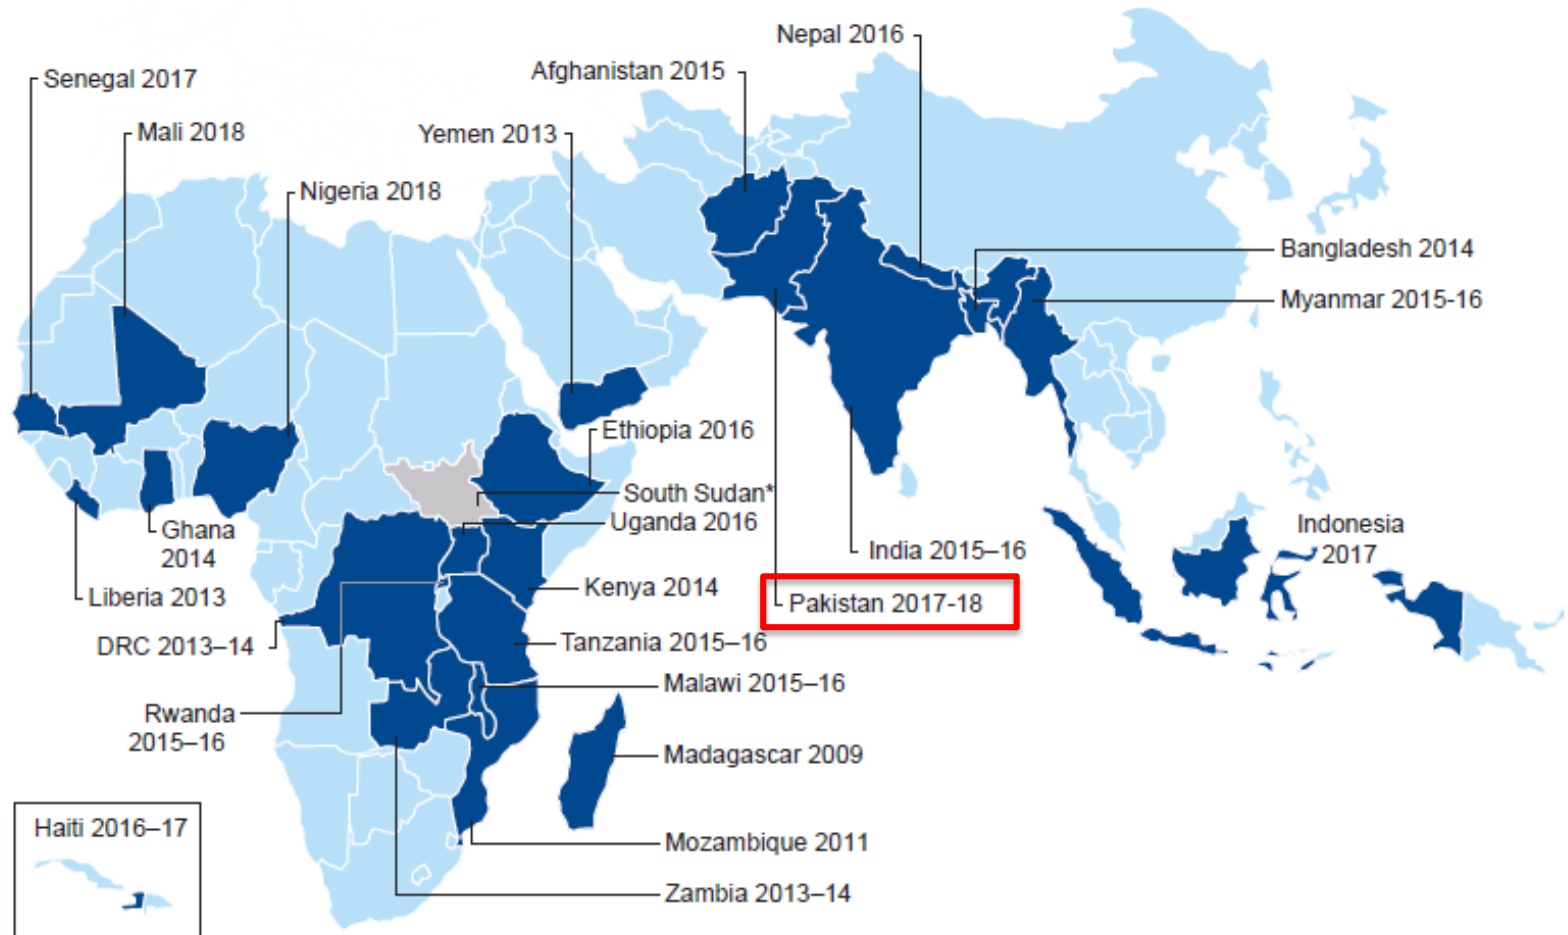 Nepal 2016
Senegal 2017
Afghanistan 2015
Mali 2018
Yemen 2013
Nigeria 2018
Bangladesh 2014
Myanmar 2015-16
Ethiopia 2016
South Sudan*
Uganda 2016
Ghana
2014
Indonesia
2017
India 2015–16
Kenya 2014
Liberia 2013
Pakistan 2017-18
DRC 2013–14
Tanzania 2015–16
Malawi 2015–16
Rwanda
2015–16
Madagascar 2009
Haiti 2016–17
Mozambique 2011
Zambia 2013–14